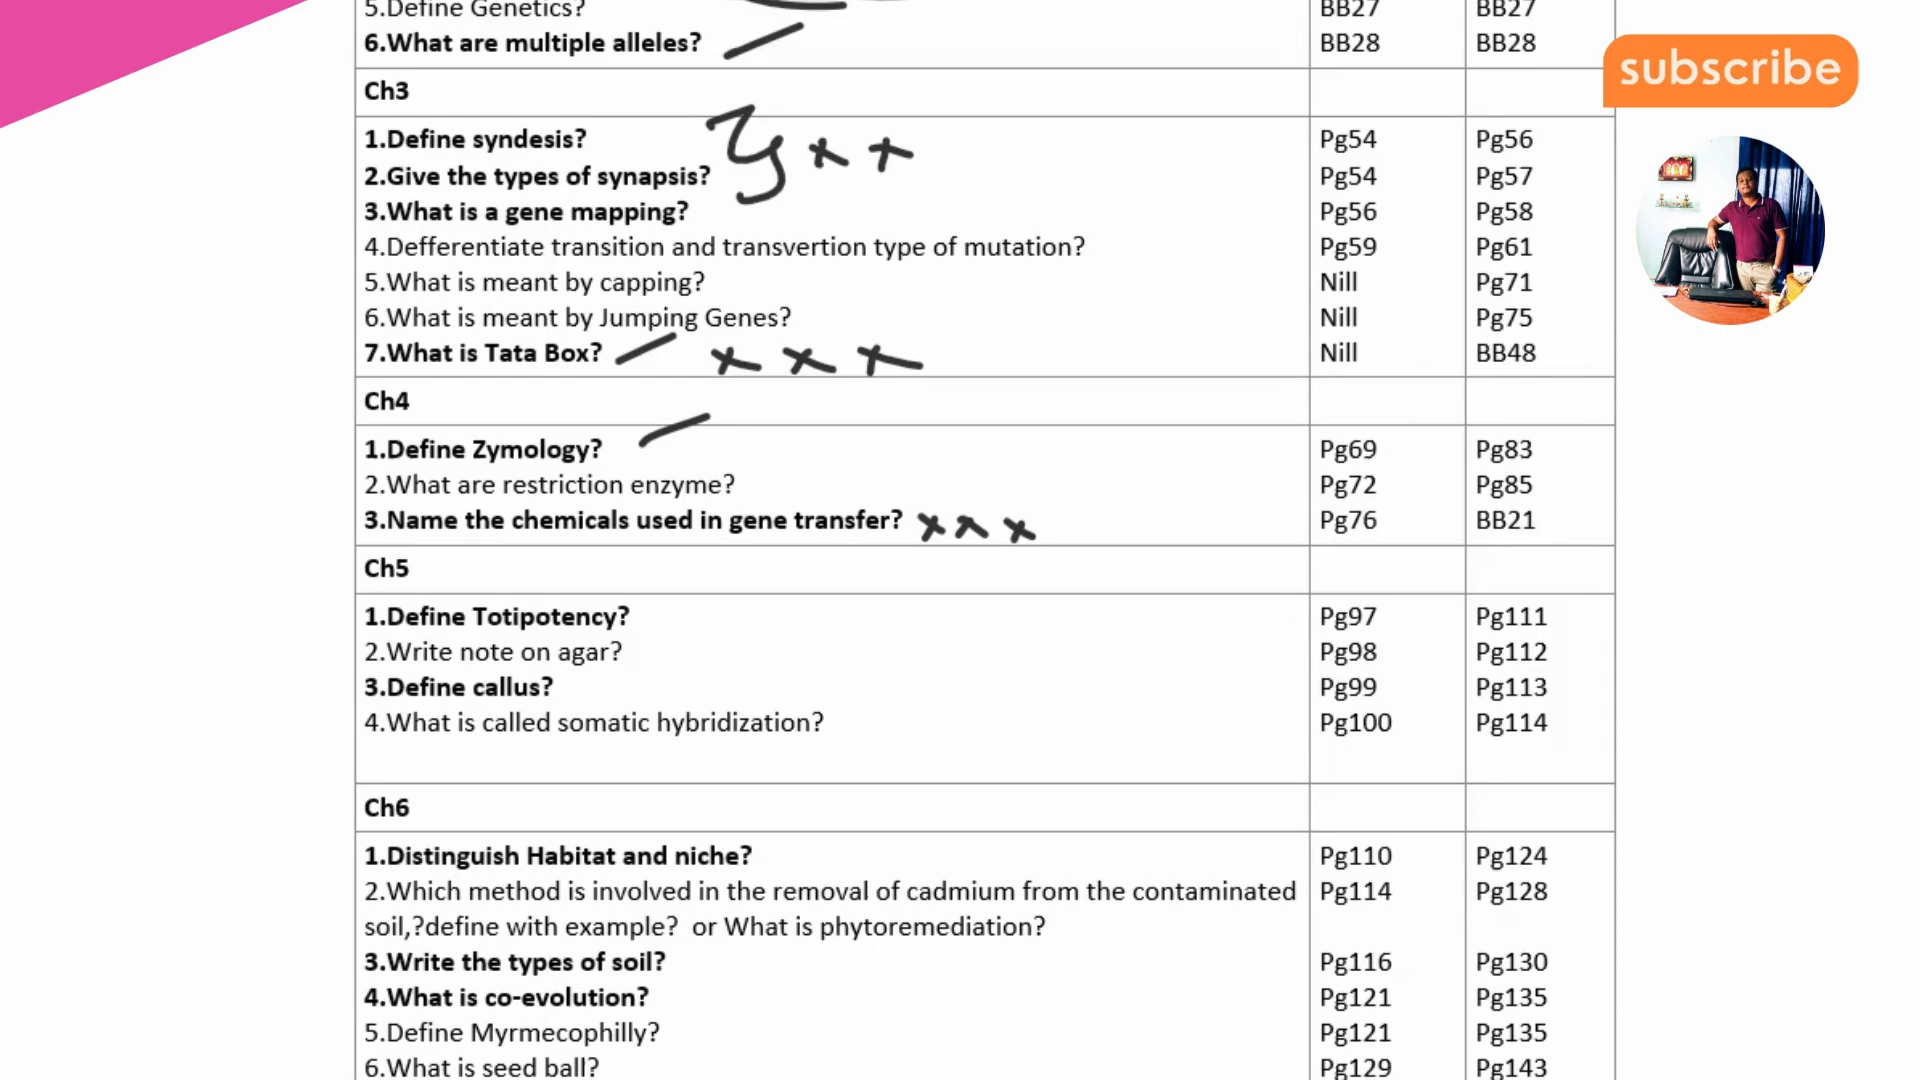 5.Define Genetics? BB27 BB27
6.What are multiple alleles? BB28 BB28
subscribe
Ch3
1.Define syndesis? Pg54 Pg56
2.Give the types of synapsis? Pg54 Pg57
3.What is a gene mapping? Pg56 Pg58
4.Defferentiate transition and transvertion type of mutation? Pg59 Pg61
5.What is meant by capping? Nill Pg71
6.What is meant by Jumping Genes? Nill Pg75
7.What is Tata Box? Nill BB48
Ch4
1.Define Zymology? Pg69 Pg83
2.What are restriction enzyme? Pg72 Pg85
3.Name the chemicals used in gene transfer? Pg76 BB21
Ch5
1.Define Totipotency? Pg97 Pg111
2.Write note on agar? Pg98 Pg112
3.Define callus? Pg99 Pg113
4.What is called somatic hybridization? Pg100 Pg114
Ch6
1.Distinguish Habitat and niche? Pg110 Pg124
2.Which method is involved in the removal of cadmium from the contaminated Pg114 Pg128
soil,?define with example? or What is phytoremediation?
3.Write the types of soil? Pg116 Pg130
4.What is co-evolution? Pg121 Pg135
5.Define Myrmecophilly? Pg121 Pg135
6.What is seed ball? Pg129 Pg143